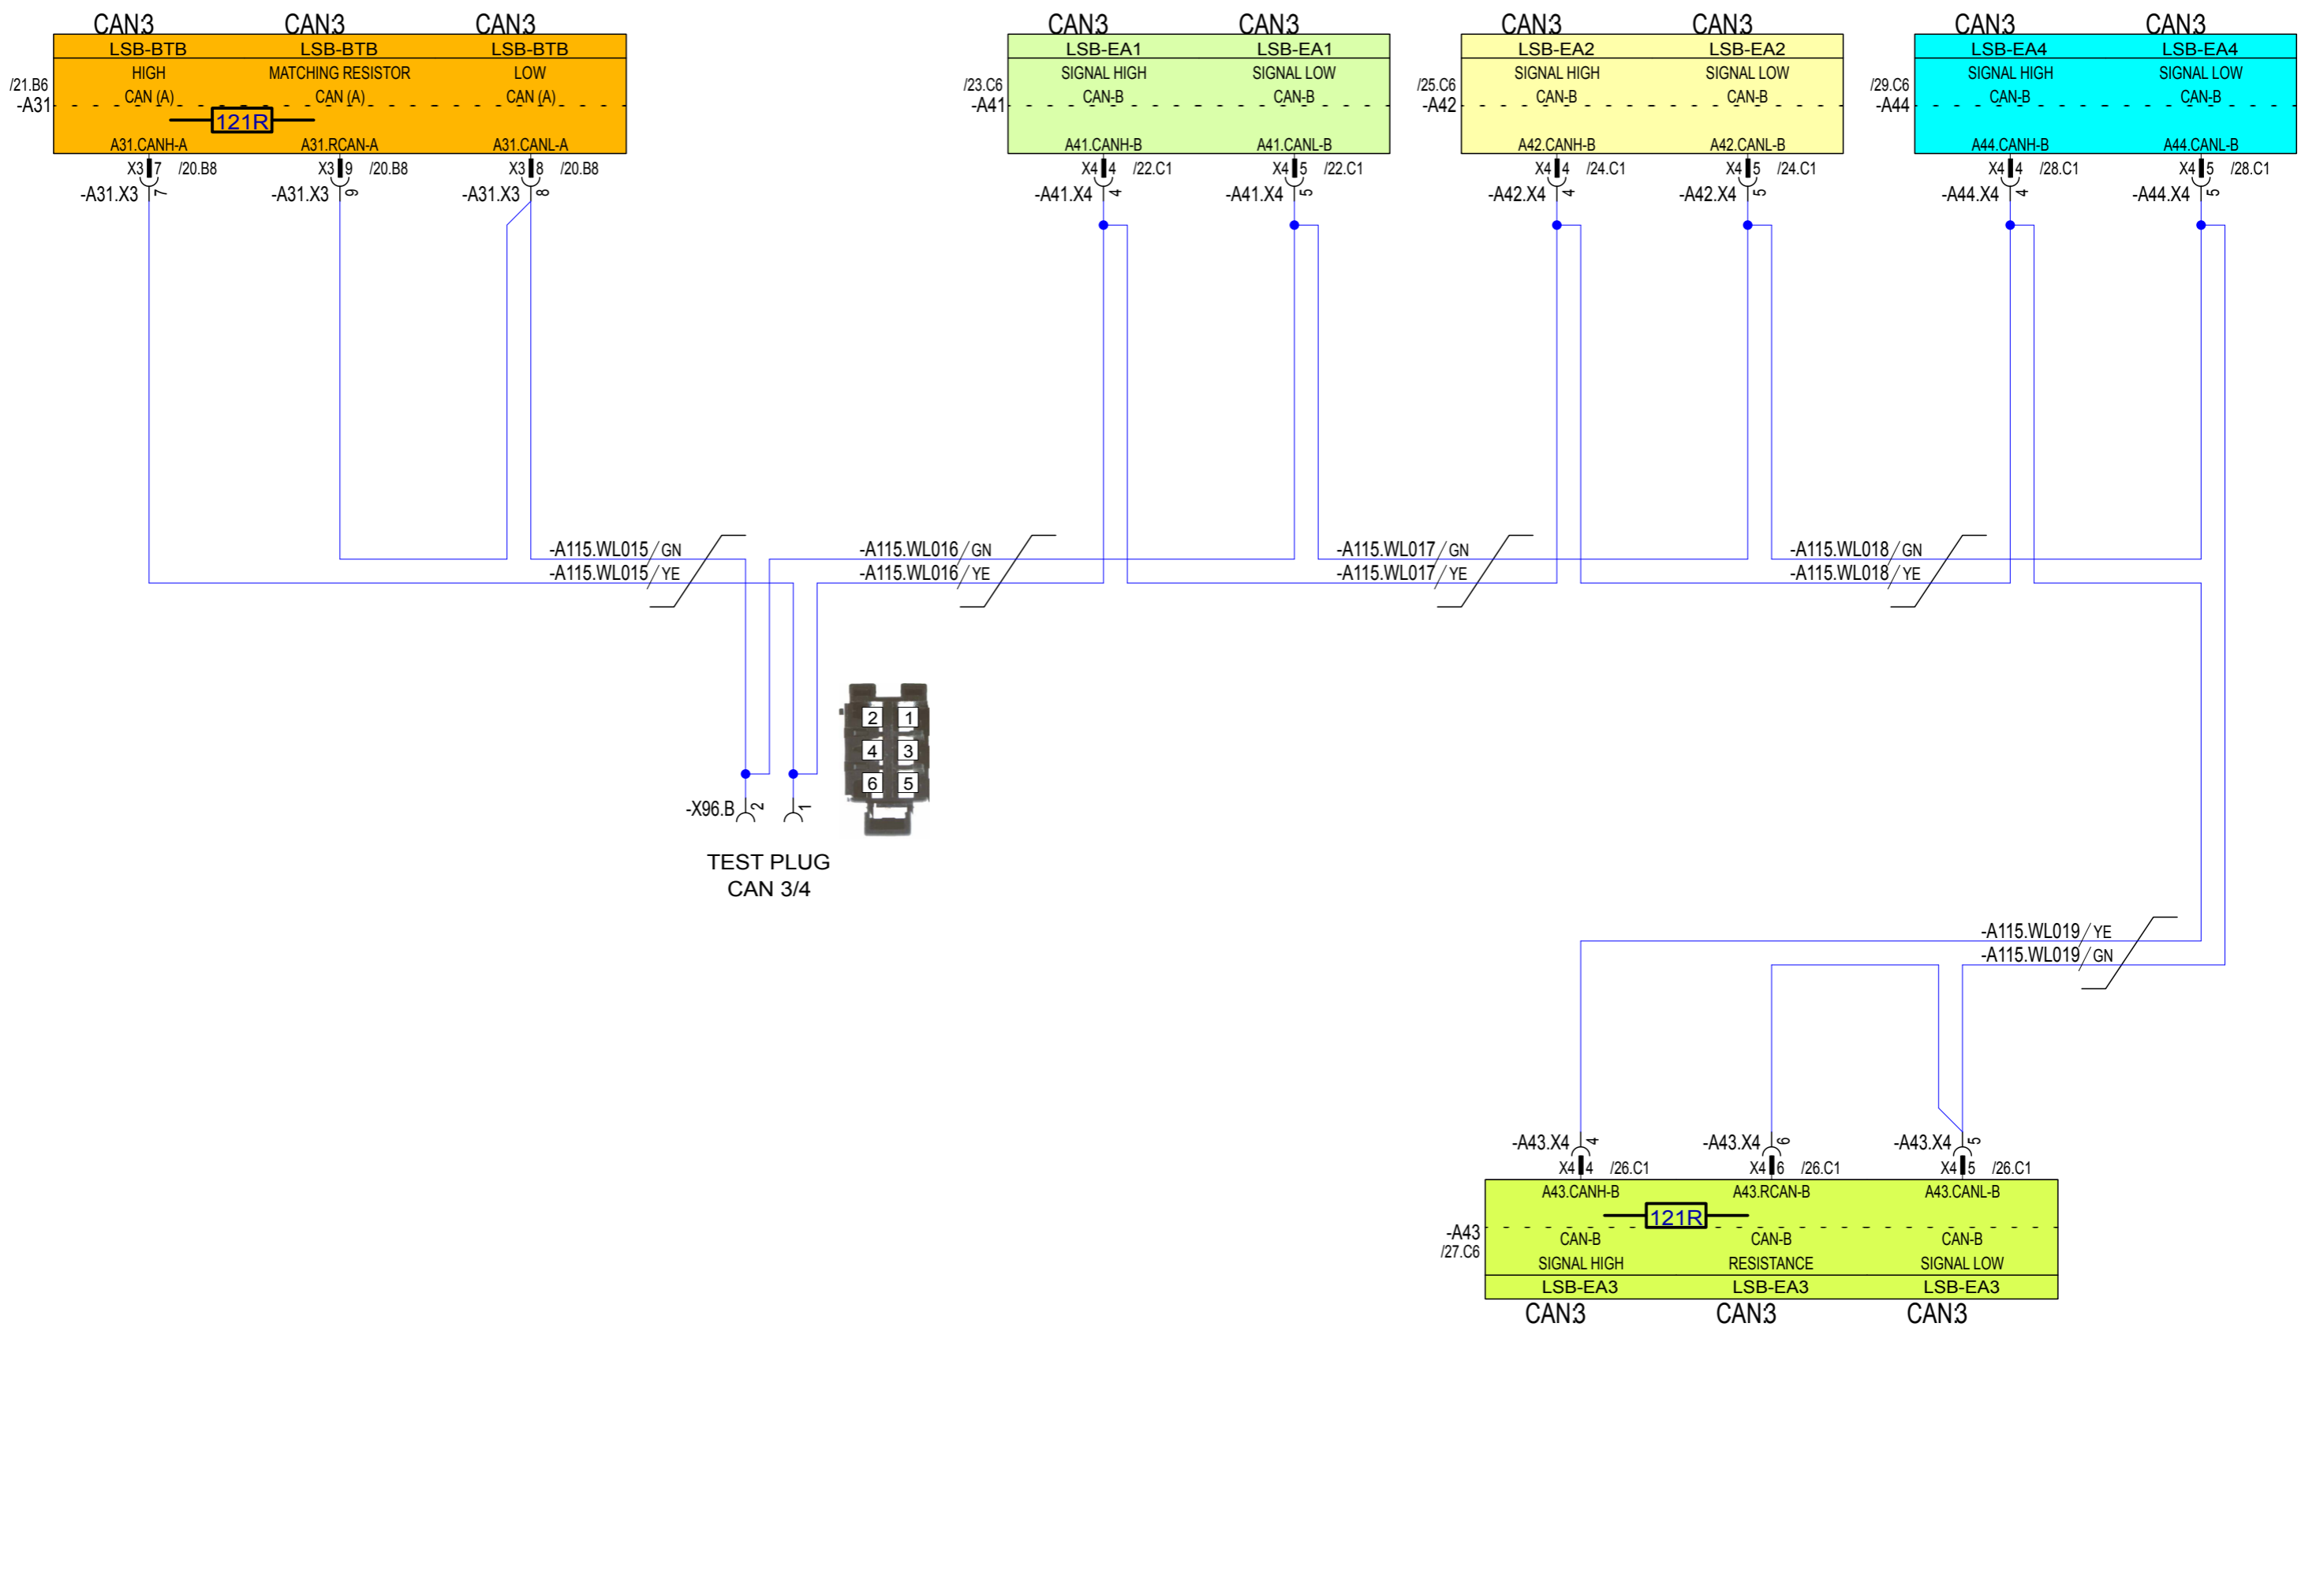 CAN3 CAN3 CAN3 CAN3 CAN3 CAN3 CAN3 CAN3 CAN3
LSB-BTB LSB-BTB LSB-BTB LSB-EA1 LSB-EA1 LSB-EA2 LSB-EA2 LSB-EA4 LSB-EA4
HIGH MATCHING RESISTOR LOW SIGNAL HIGH SIGNAL LOW SIGNAL HIGH SIGNAL LOW SIGNAL HIGH SIGNAL LOW
/21.B6 /23.C6 /25.C6 /29.C6
CAN (A) CAN (A) CAN (A) CAN-B CAN-B CAN-B CAN-B CAN-B CAN-B
-A31 -A41 -A42 -A44
121R
A31.CANH-A A31.RCAN-A A31.CANL-A A41.CANH-B A41.CANL-B A42.CANH-B A42.CANL-B A44.CANH-B A44.CANL-B
X3 7 /20.B8 X3 9 /20.B8 X3 8 /20.B8 X4 4 /22.C1 X4 5 /22.C1 X4 4 /24.C1 X4 5 /24.C1 X4 4 /28.C1 X4 5 /28.C1
-A31.X3 7 -A31.X3 9 -A31.X3 8 -A41.X4 4 -A41.X4 5 -A42.X4 4 -A42.X4 5 -A44.X4 4 -A44.X4 5
-A115.WL015 GN -A115.WL016 GN -A115.WL017 GN -A115.WL018 GN
-A115.WL015 YE -A115.WL016 YE -A115.WL017 YE -A115.WL018 YE
2 1
4 3
6 5
-X96.B 2 1
TEST PLUG
CAN 3/4
-A115.WL019 YE
-A115.WL019 GN
-A43.X4 4 -A43.X4 6 -A43.X4 5
X4 4 /26.C1 X4 6 /26.C1 X4 5 /26.C1
A43.CANH-B A43.RCAN-B A43.CANL-B
121R
-A43
CAN-B CAN-B CAN-B
/27.C6
SIGNAL HIGH RESISTANCE SIGNAL LOW
LSB-EA3 LSB-EA3 LSB-EA3
CAN3 CAN3 CAN3